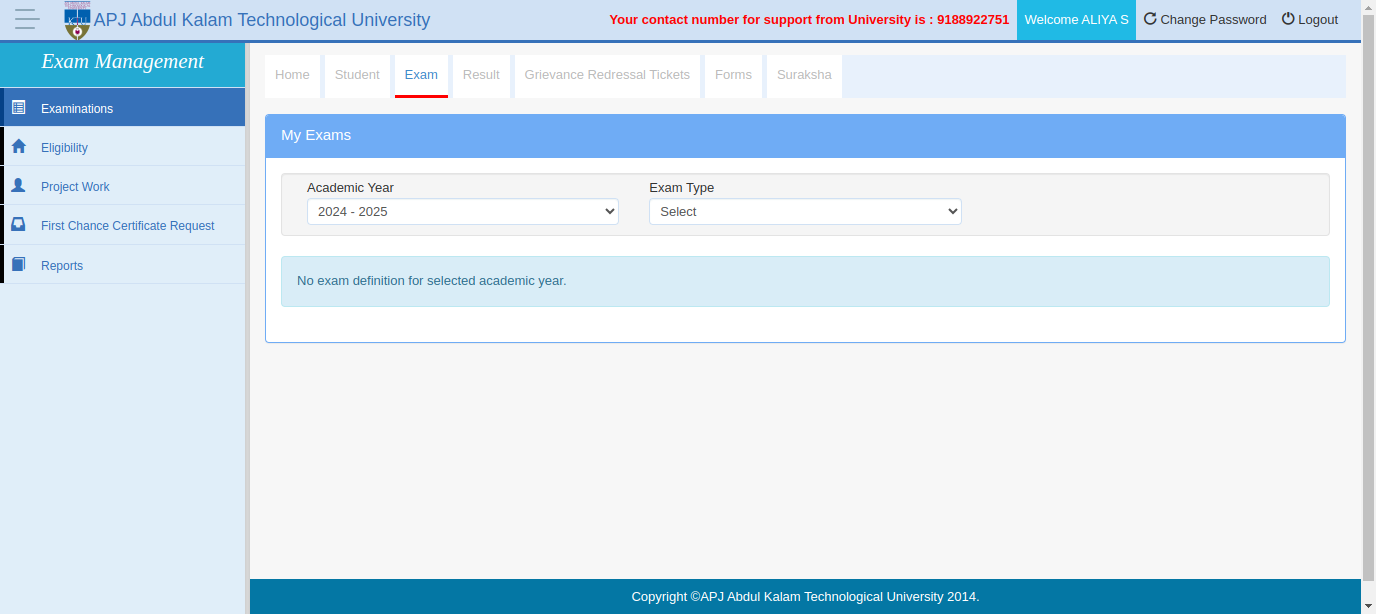 APJ Abdul Kalam Technological University
Your contact number for support from University is : 9188922751
Welcome ALIYA S
Change Password
Logout
Exam Management
Examinations
Eligibility
Project Work
First Chance Certificate Request
Reports
Home
Student
Exam
Result
Grievance Redressal Tickets
Forms
Suraksha
My Exams
Academic Year
Exam Type
2024 - 2025
Select
No exam definition for selected academic year.
Copyright ©APJ Abdul Kalam Technological University 2014.